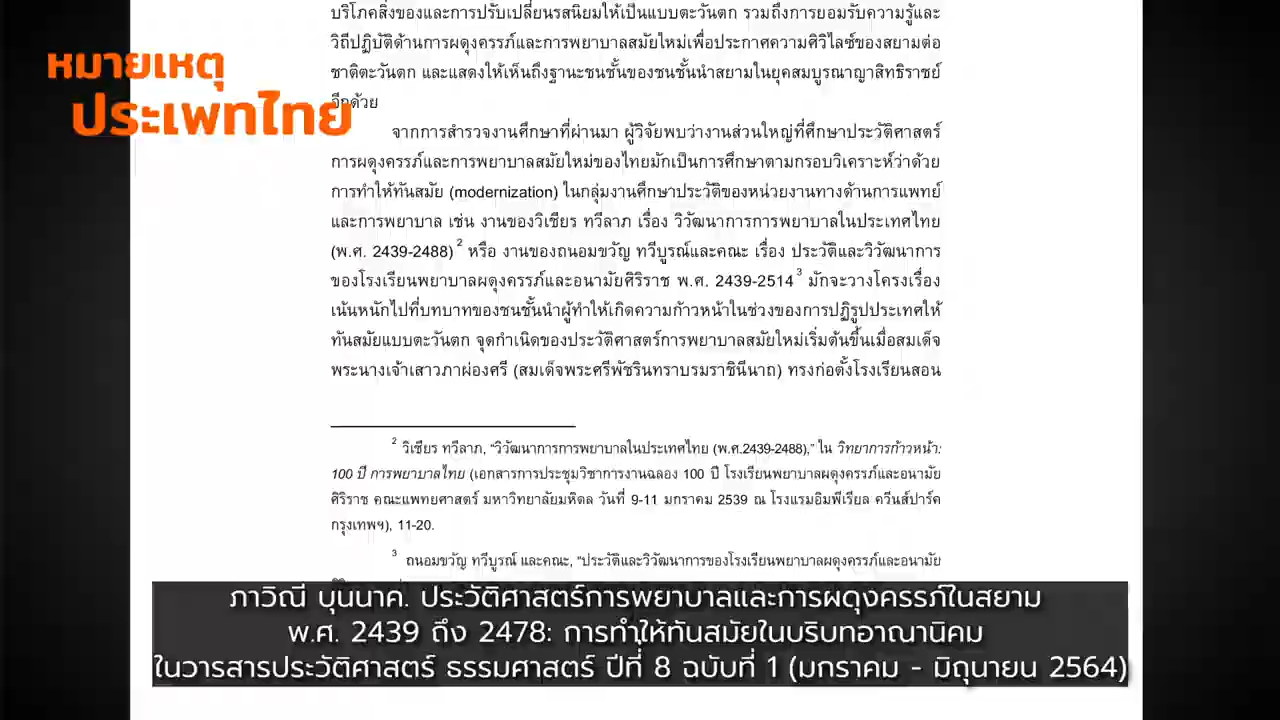 บริโภคสิ่งของและการปรับเปลี่ยนรสนิยมให้เป็นแบบตะวันตก รวมถึงการยอมรับความรู้และ
วิถีปฏิบัติด้านการผดุงครรภ์และการพยาบาลสมัยใหม่เพื่อประกาศความศิวิไลซ์ของสยามต่อ
ชาติตะวันตก และแสดงให้เห็นถึงฐานะชนชั้นของชนชั้นนำสยามในยุคสมบูรณาญาสิทธิราชย์
อีกด้วย
หมายเหตุ
ประเพทไทย
จากการสำรวจงานศึกษาที่ผ่านมา ผู้วิจัยพบว่างานส่วนใหญ่ที่ศึกษาประวัติศาสตร์
การผดุงครรภ์และการพยาบาลสมัยใหม่ของไทยมักเป็นการศึกษาตามกรอบวิเคราะห์ว่าด้วย
การทำให้ทันสมัย (modernization) ในกลุ่มงานศึกษาประวัติของหน่วยงานทางด้านการแพทย์
และการพยาบาล เช่น งานของวิเชียร ทวีลาภ เรื่อง วิวัฒนาการการพยาบาลในประเทศไทย
(พ.ศ. 2439-2488) 2 หรือ งานของถนอมขวัญ ทวีบูรณ์และคณะ เรื่อง ประวัติและวิวัฒนาการ
ของโรงเรียนพยาบาลผดุงครรภ์และอนามัยศิริราช พ.ศ. 2439-2514 3 มักจะวางโครงเรื่อง
เน้นหนักไปที่บทบาทของชนชั้นนำผู้ทำให้เกิดความก้าวหน้าในช่วงของการปฏิรูปประเทศให้
ทันสมัยแบบตะวันตก จุดกำเนิดของประวัติศาสตร์การพยาบาลสมัยใหม่เริ่มต้นขึ้นเมื่อสมเด็จ
พระนางเจ้าเสาวภาผ่องศรี (สมเด็จพระศรีพัชรินทราบรมราชินีนาถ) ทรงก่อตั้งโรงเรียนสอน
2 วิเชียร ทวีลาภ, "วิวัฒนาการการพยาบาลในประเทศไทย (พ.ศ.2439-2488)," ใน วิทยาการก้าวหน้า:
100 ปี การพยาบาลไทย (เอกสารการประชุมวิชาการงานฉลอง 100 ปี โรงเรียนพยาบาลผดุงครรภ์และอนามัย
ศิริราช คณะแพทยศาสตร์ มหาวิทยาลัยมหิดล วันที่ 9-11 มกราคม 2539 ณ โรงแรมอิมพีเรียล ควีนส์ปาร์ค
กรุงเทพฯ), 11-20.
3 ถนอมขวัญ ทวีบูรณ์ และคณะ, "ประวัติและวิวัฒนาการของโรงเรียนพยาบาลผดุงครรภ์และอนามัย
ภาวิณี บุนนาค. ประวัติศาสตร์การพยาบาลและการผดุงครรภ์ในสยาม
พ.ศ. 2439 ถึง 2478: การทำให้ทันสมัยในบริบทอาณานิคม
ในวารสารประวัติศาสตร์ ธรรมศาสตร์ ปีที่ 8 ฉบับที่ 1 (มกราคม - มิถุนายน 2564)